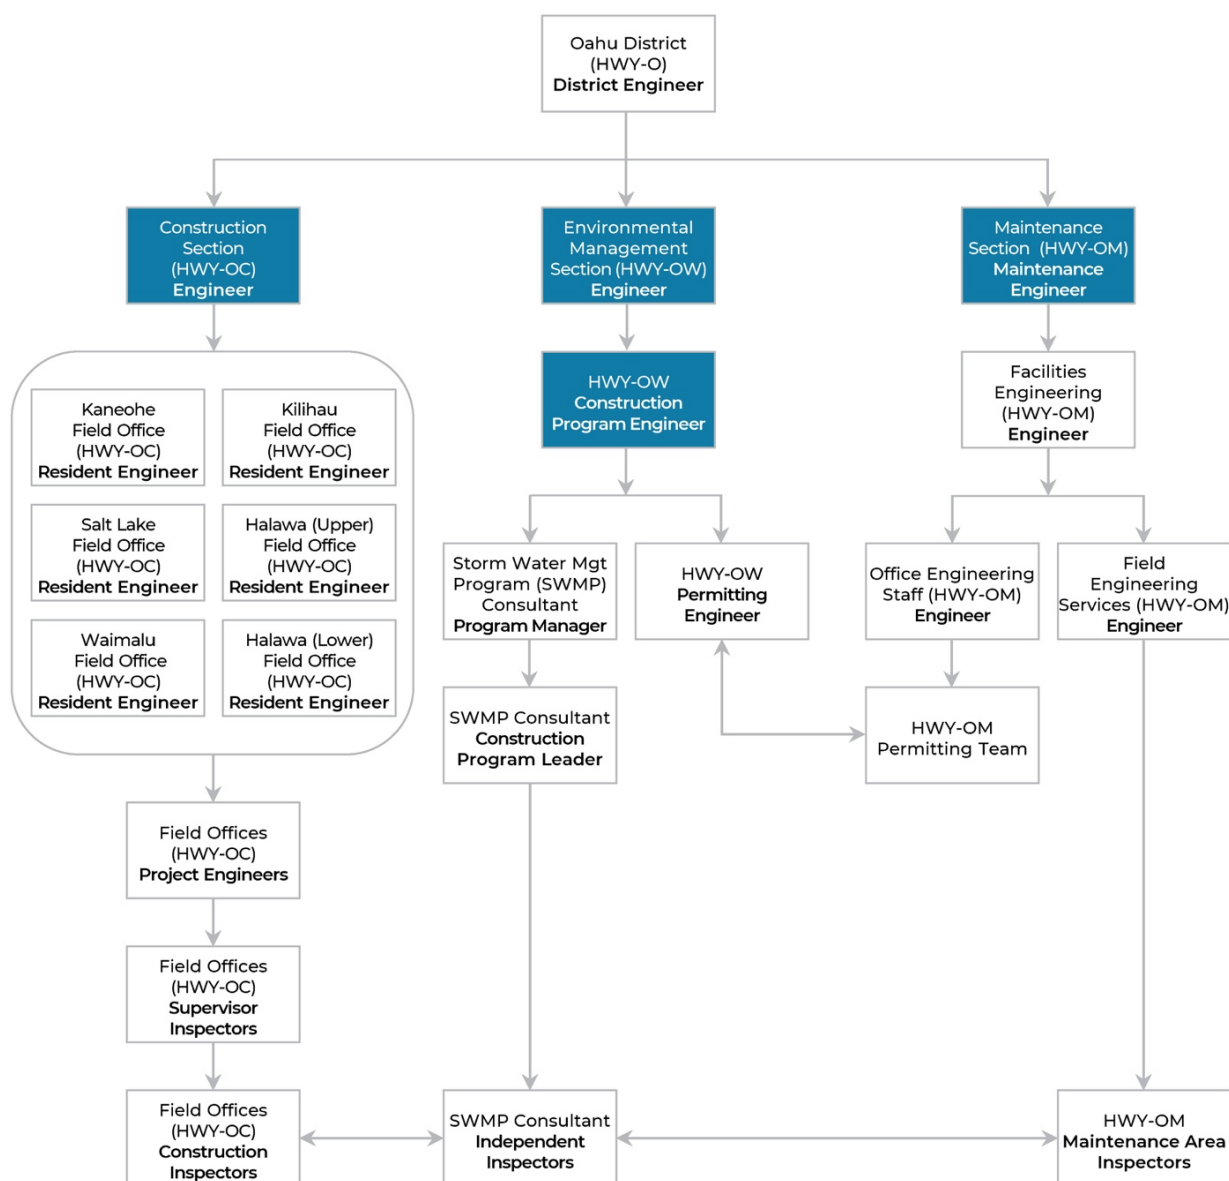 Oahu District
(HWY-O)
District Engineer
Construction
Section
(HWY-OC)
Engineer
Environmental
Management
Section (HWY-OW)
Engineer
Maintenance
Section (HWY-OM)
Maintenance
Engineer
Kaneohe
Field Office
(HWY-OC)
Resident Engineer
Kilihau
Field Office
(HWY-OC)
Resident Engineer
Salt Lake
Field Office
(HWY-OC)
Resident Engineer
Halawa (Upper)
Field Office
(HWY-OC)
Resident Engineer
Waimalu
Field Office
(HWY-OC)
Resident Engineer
Halawa (Lower)
Field Office
(HWY-OC)
Resident Engineer
HWY-OW
Construction
Program Engineer
Facilities
Engineering
(HWY-OM)
Engineer
Storm Water Mgt
Program (SWMP)
Consultant
Program Manager
HWY-OW
Permitting
Engineer
Office Engineering
Staff (HWY-OM)
Engineer
Field
Engineering
Services (HWY-OM)
Engineer
SWMP Consultant
Construction
Program Leader
HWY-OM
Permitting Team
Field Offices
(HWY-OC)
Project Engineers
Field Offices
(HWY-OC)
Supervisor
Inspectors
Field Offices
(HWY-OC)
Construction
Inspectors
SWMP Consultant
Independent
Inspectors
HWY-OM
Maintenance Area
Inspectors